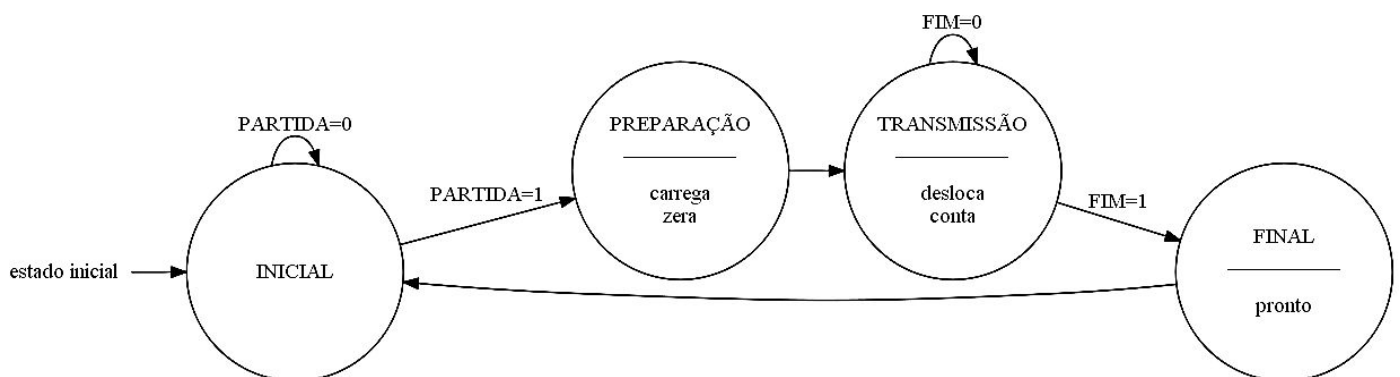 FIM=0
PARTIDA=0
PREPARAÇÃO
TRANSMISSÃO
PARTIDA=1
carrega
zera
desloca
conta
FIM=1
FINAL
estado inicial
INICIAL
pronto